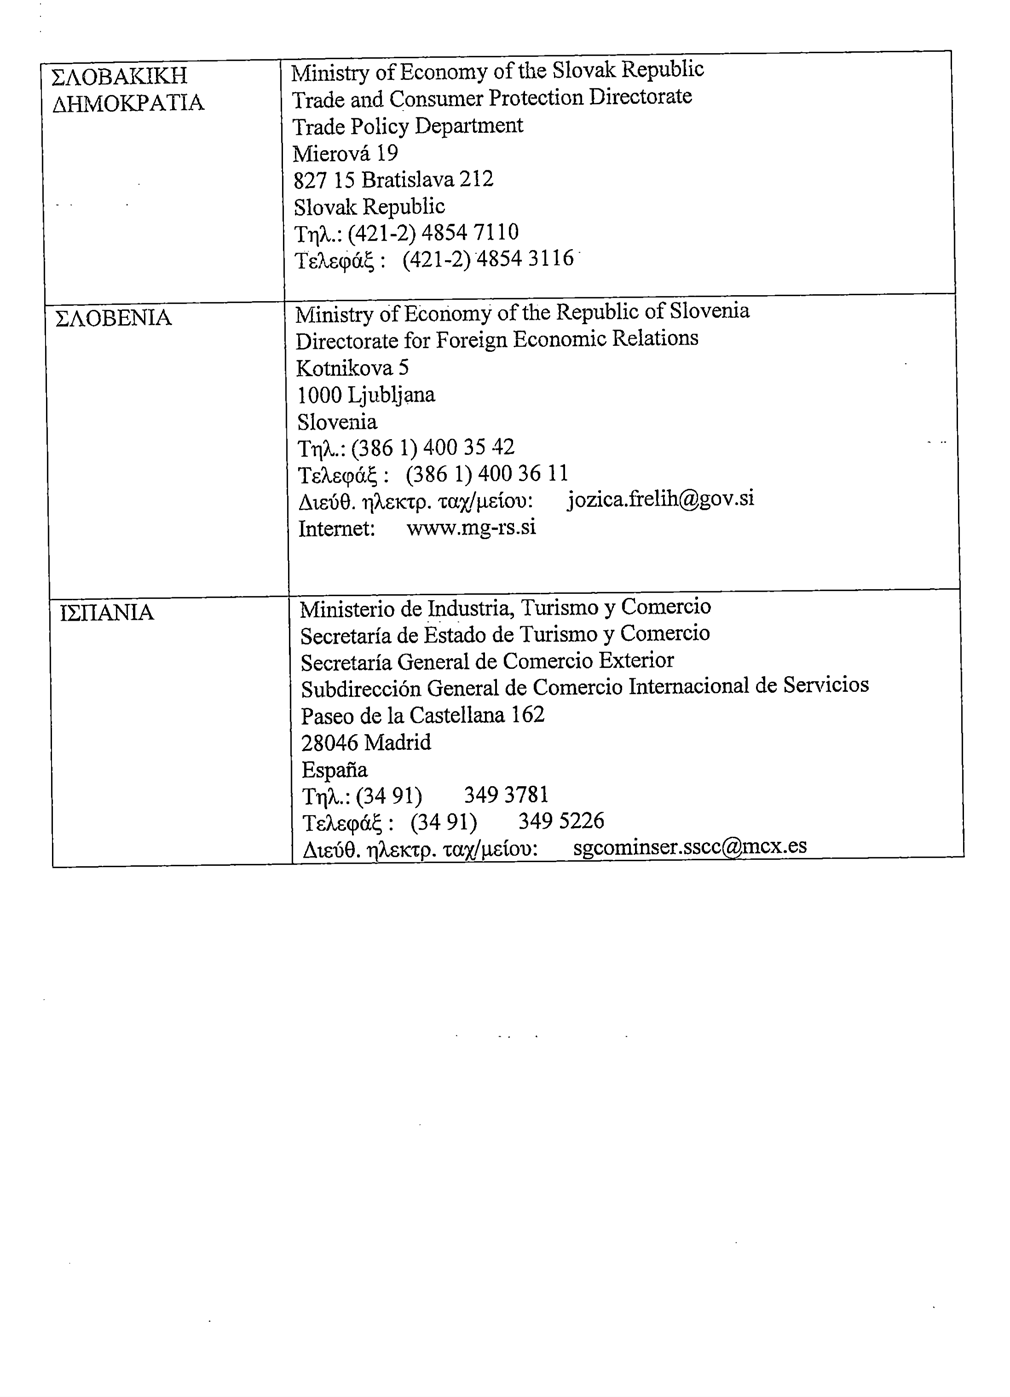 ΣΛΟΒΑΚΙΚΗ
ΔΗΜΟΚΡΑΤΙΑ
Ministry of Economy of the Slovak Republic
Trade and Consumer Protection Directorate
Trade Policy Department
Mierová 19
827 15 Bratislava 212
Slovak Republic
Τηλ.: (421-2) 4854 7110
Τελεφάξ : (421-2) 4854 3116
ΣΛΟΒΕΝΙΑ
Ministry of Economy of the Republic of Slovenia
Directorate for Foreign Economic Relations
Kotnikova 5
1000 Ljubljana
Slovenia
Τηλ.: (386 1) 400 35 42
Τελεφάξ : (386 1) 400 36 11
Διεύθ. ηλεκτρ. ταχ/μείου: jozica.frelih@gov.si
Internet: www.mg-rs.si
ΙΣΠΑΝΙΑ
Ministerio de Industria, Turismo y Comercio
Secretaría de Estado de Turismo y Comercio
Secretaría General de Comercio Exterior
Subdirección General de Comercio Internacional de Servicios
Paseo de la Castellana 162
28046 Madrid
España
Τηλ.: (34 91) 349 3781
Τελεφάξ : (34 91) 349 5226
Διεύθ. ηλεκτρ. ταχ/μείου: sgcominser.sscc@mcx.es